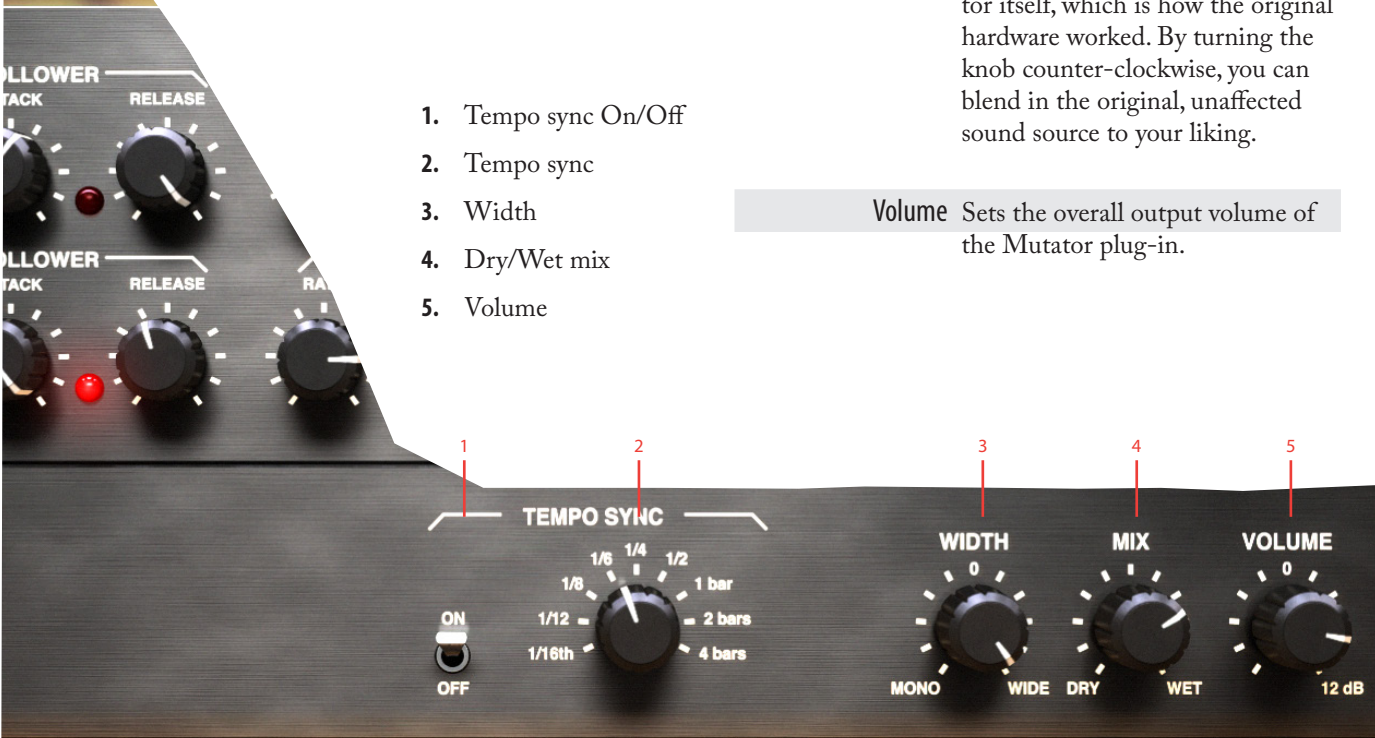 tor itself, which is how the original
hardware worked. By turning the
knob counter-clockwise, you can
blend in the original, unaffected
sound source to your liking.
Volume Sets the overall output volume of
the Mutator plug-in.
1. Tempo sync On/Off
2. Tempo sync
3. Width
4. Dry/Wet mix
5. Volume
LLOWER
TACK RELEASE
LLOWER
TACK RELEASE RA
1 2 3 4 5
TEMPO SYNC
1/16th 1/12 1/8 1/6 1/4 1/2 1 bar 2 bars 4 bars
ON
OFF
WIDTH
0
MONO WIDE
MIX
DRY WET
VOLUME
0
12 dB